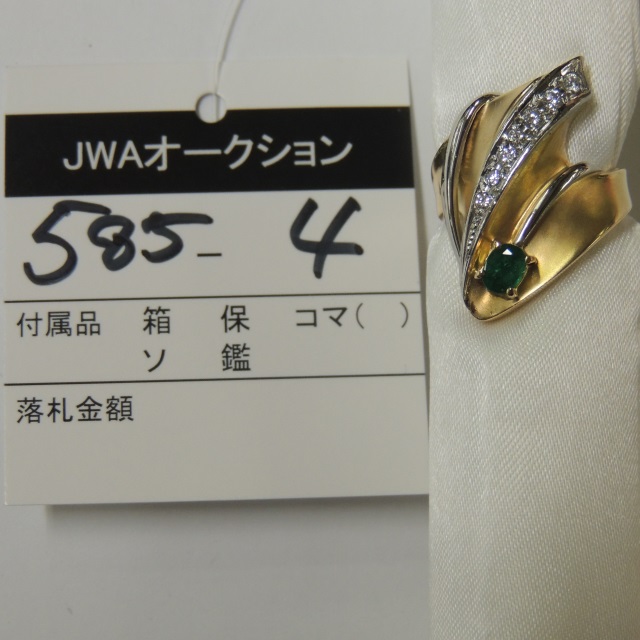 JWAオークション
585- 4
付属品 箱 保 コマ( )
ソ 鑑
落札金額